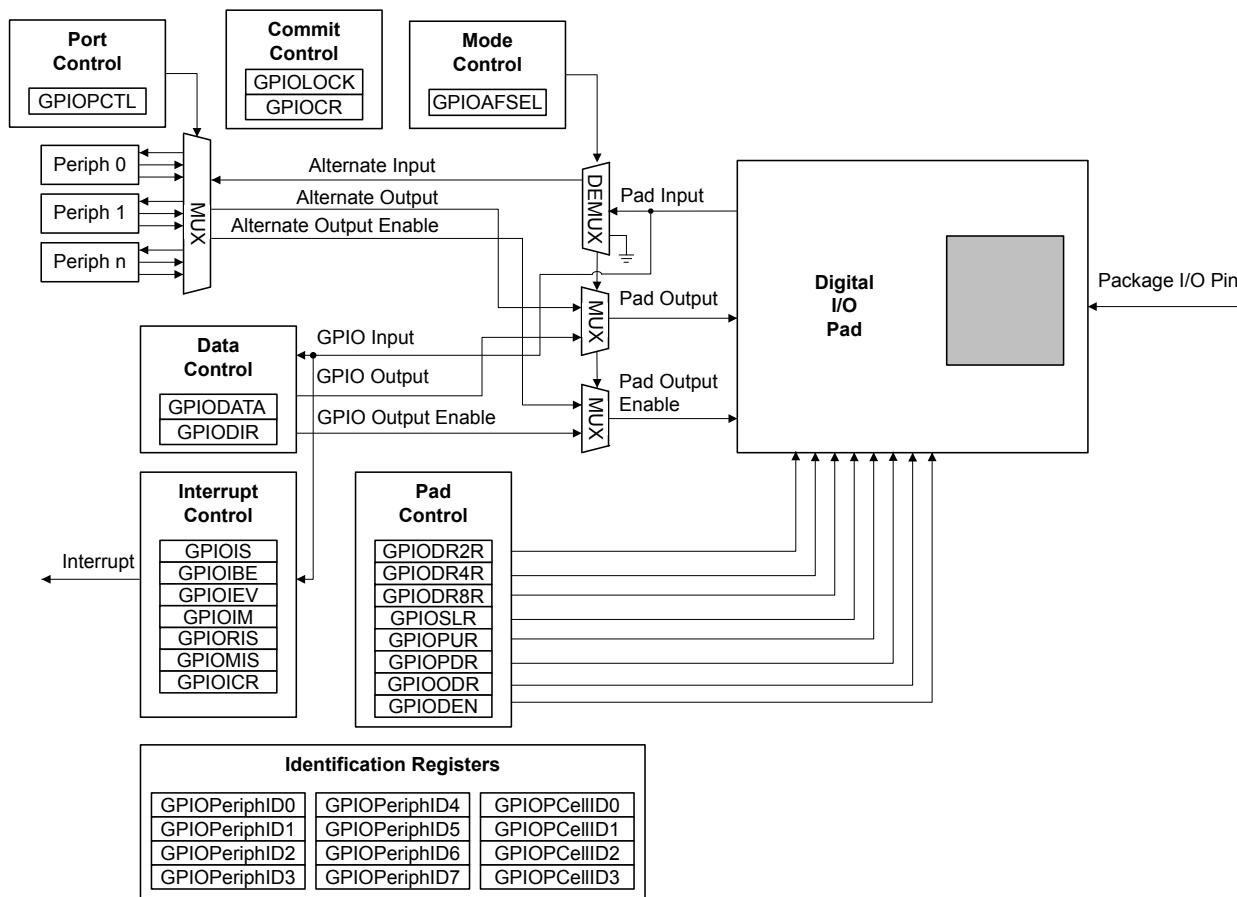 Port
Control
GPIOPCTL
Commit
Control
GPIOLOCK
GPIOCR
Mode
Control
GPIOAFSEL
Periph 0
Periph 1
Periph n
MUX
Alternate Input
Alternate Output
Alternate Output Enable
DEMUX
Pad Input
MUX
Pad Output
MUX
Pad Output
Enable
Digital
I/O
Pad
Package I/O Pin
Data
Control
GPIODATA
GPIODIR
GPIO Input
GPIO Output
GPIO Output Enable
Interrupt
Control
GPIOIS
GPIOIBE
GPIOIEV
GPIOIM
GPIORIS
GPIOMIS
GPIOICR
Interrupt
Pad
Control
GPIODR2R
GPIODR4R
GPIODR8R
GPIOSLR
GPIOPUR
GPIOPDR
GPIOODR
GPIODEN
Identification Registers
GPIOPeriphID0
GPIOPeriphID1
GPIOPeriphID2
GPIOPeriphID3
GPIOPeriphID4
GPIOPeriphID5
GPIOPeriphID6
GPIOPeriphID7
GPIOPCellID0
GPIOPCellID1
GPIOPCellID2
GPIOPCellID3